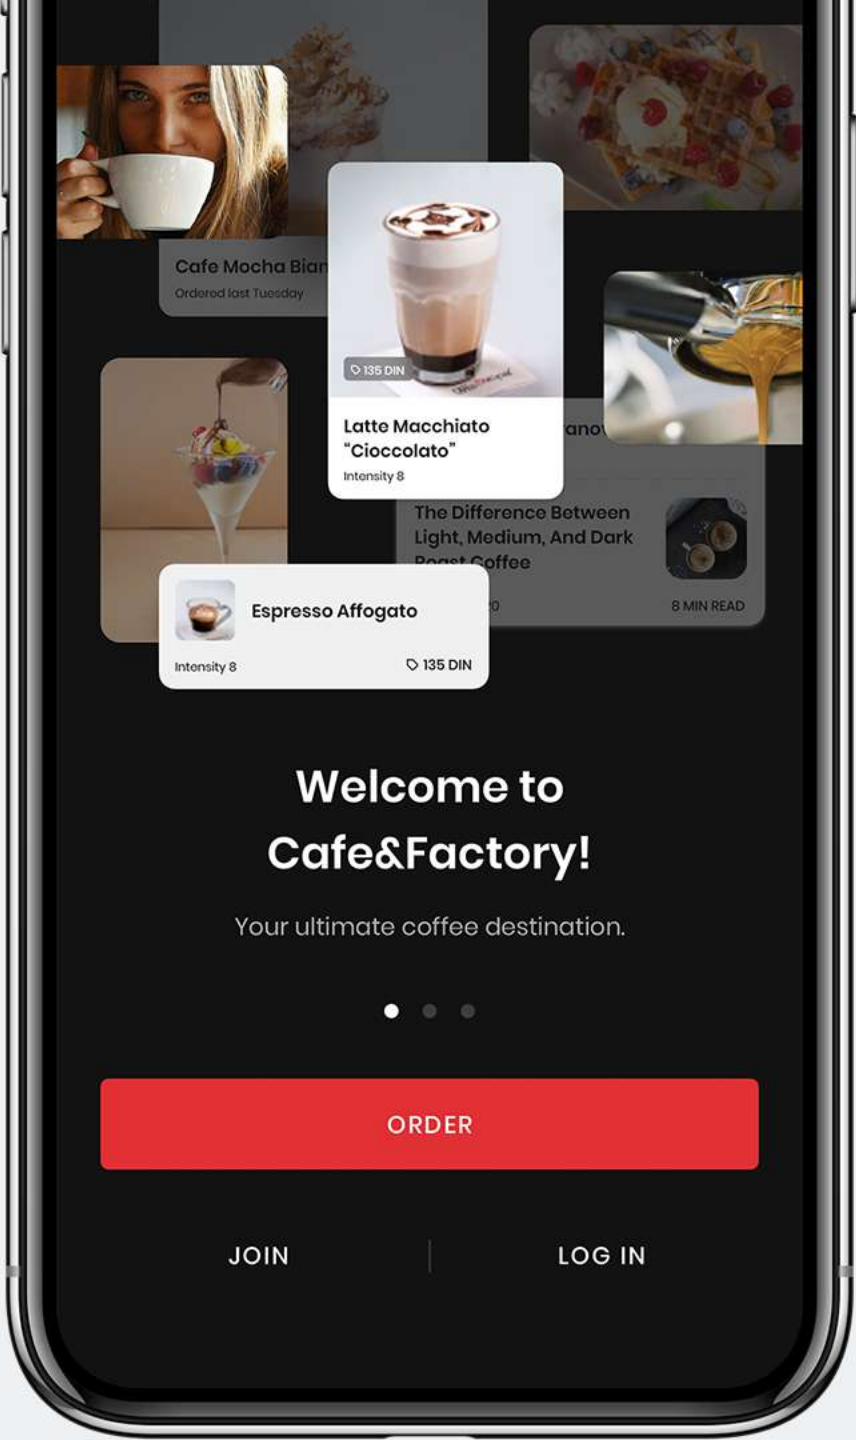 Cafe Mocha Bian
Ordered last Tuesday
135 DIN
Latte Macchiato
“Cioccolato”
Intensity 8
The Difference Between
Light, Medium, And Dark
Roast Coffee
8 MIN READ
Espresso Affogato
Intensity 8
135 DIN
Welcome to
Cafe&Factory!
Your ultimate coffee destination.
ORDER
JOIN
LOG IN